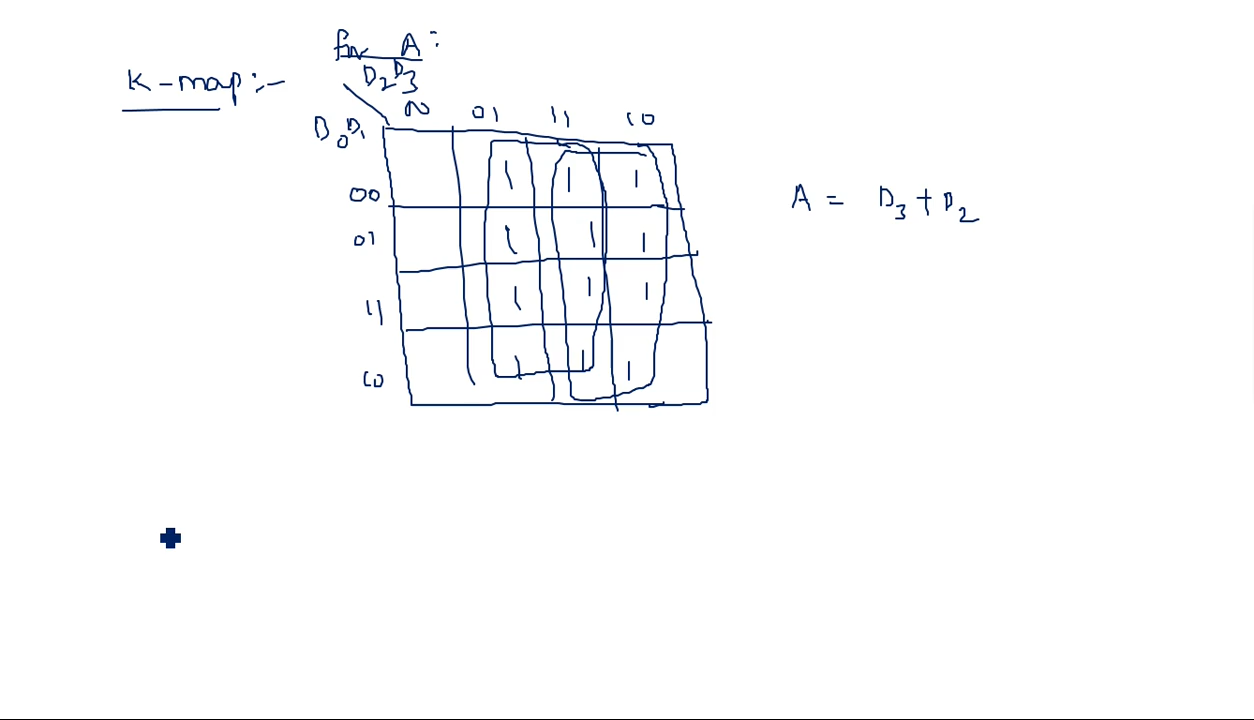 for A:
K-map:-
D2D3
00 01 11 10
D0D1
00 1 1 1
01 1 1 1
11 1 1 1
10 1 1 1
A = D3 + D2